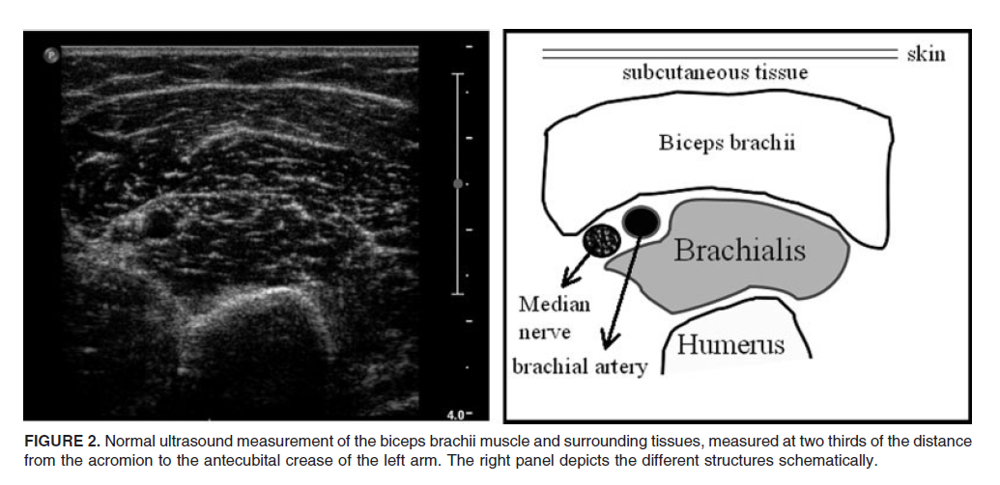 P
4.0
skin
subcutaneous tissue
Biceps brachii
Brachialis
Median
nerve
brachial artery
Humerus
FIGURE 2. Normal ultrasound measurement of the biceps brachii muscle and surrounding tissues, measured at two thirds of the distance
from the acromion to the antecubital crease of the left arm. The right panel depicts the different structures schematically.